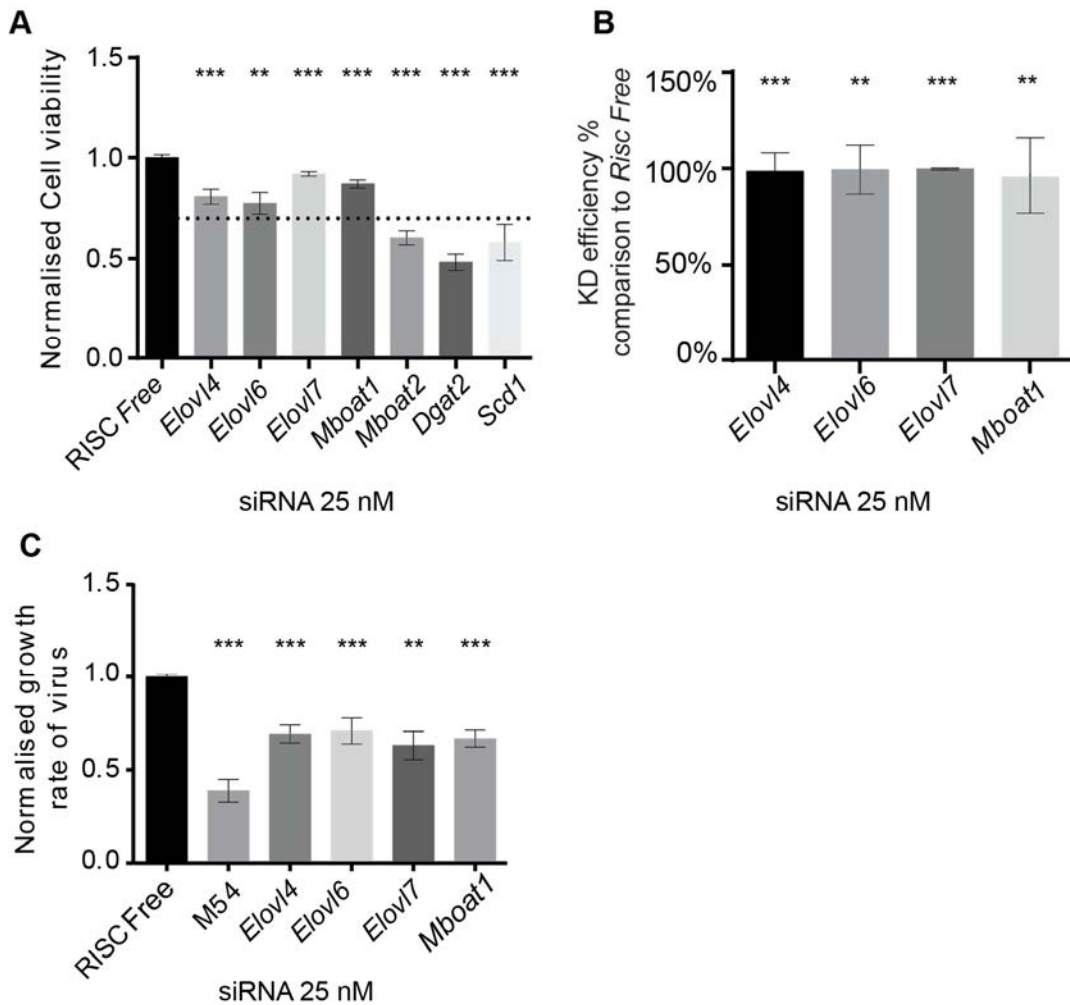 A
Normalised Cell viability
1.5
1.0
0.5
0.0
*** ** *** *** *** *** ***
RISC Free
Elovl4
Elovl6
Elovl7
Mboat1
Mboat2
Dgat2
Scd1
siRNA 25 nM
B
KD efficiency %
comparison to Risc Free
150%
100%
50%
0%
*** ** *** **
Elovl4
Elovl6
Elovl7
Mboat1
siRNA 25 nM
C
Normalised growth
rate of virus
1.5
1.0
0.5
0.0
*** *** *** ** ***
RISC Free
M54
Elovl4
Elovl6
Elovl7
Mboat1
siRNA 25 nM